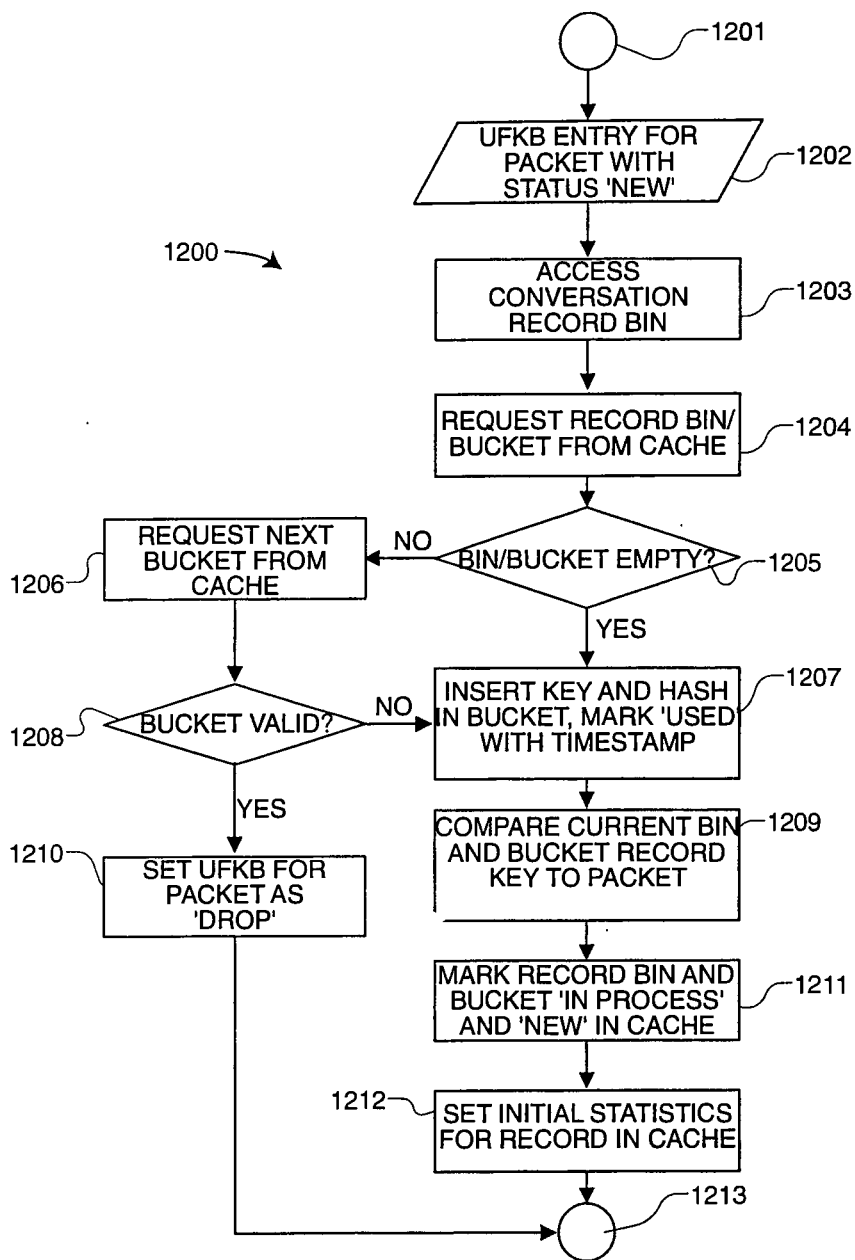 1201
UFKB ENTRY FOR
PACKET WITH
STATUS 'NEW'
1202
1200
ACCESS
CONVERSATION
RECORD BIN
1203
REQUEST RECORD BIN/
BUCKET FROM CACHE
1204
REQUEST NEXT
BUCKET FROM
CACHE
1206
NO
BIN/BUCKET EMPTY?
1205
YES
1208
BUCKET VALID?
NO
INSERT KEY AND HASH
IN BUCKET, MARK 'USED'
WITH TIMESTAMP
1207
YES
COMPARE CURRENT BIN
AND BUCKET RECORD
KEY TO PACKET
1209
1210
SET UFKB FOR
PACKET AS
'DROP'
MARK RECORD BIN AND
BUCKET 'IN PROCESS'
AND 'NEW' IN CACHE
1211
1212
SET INITIAL STATISTICS
FOR RECORD IN CACHE
1213